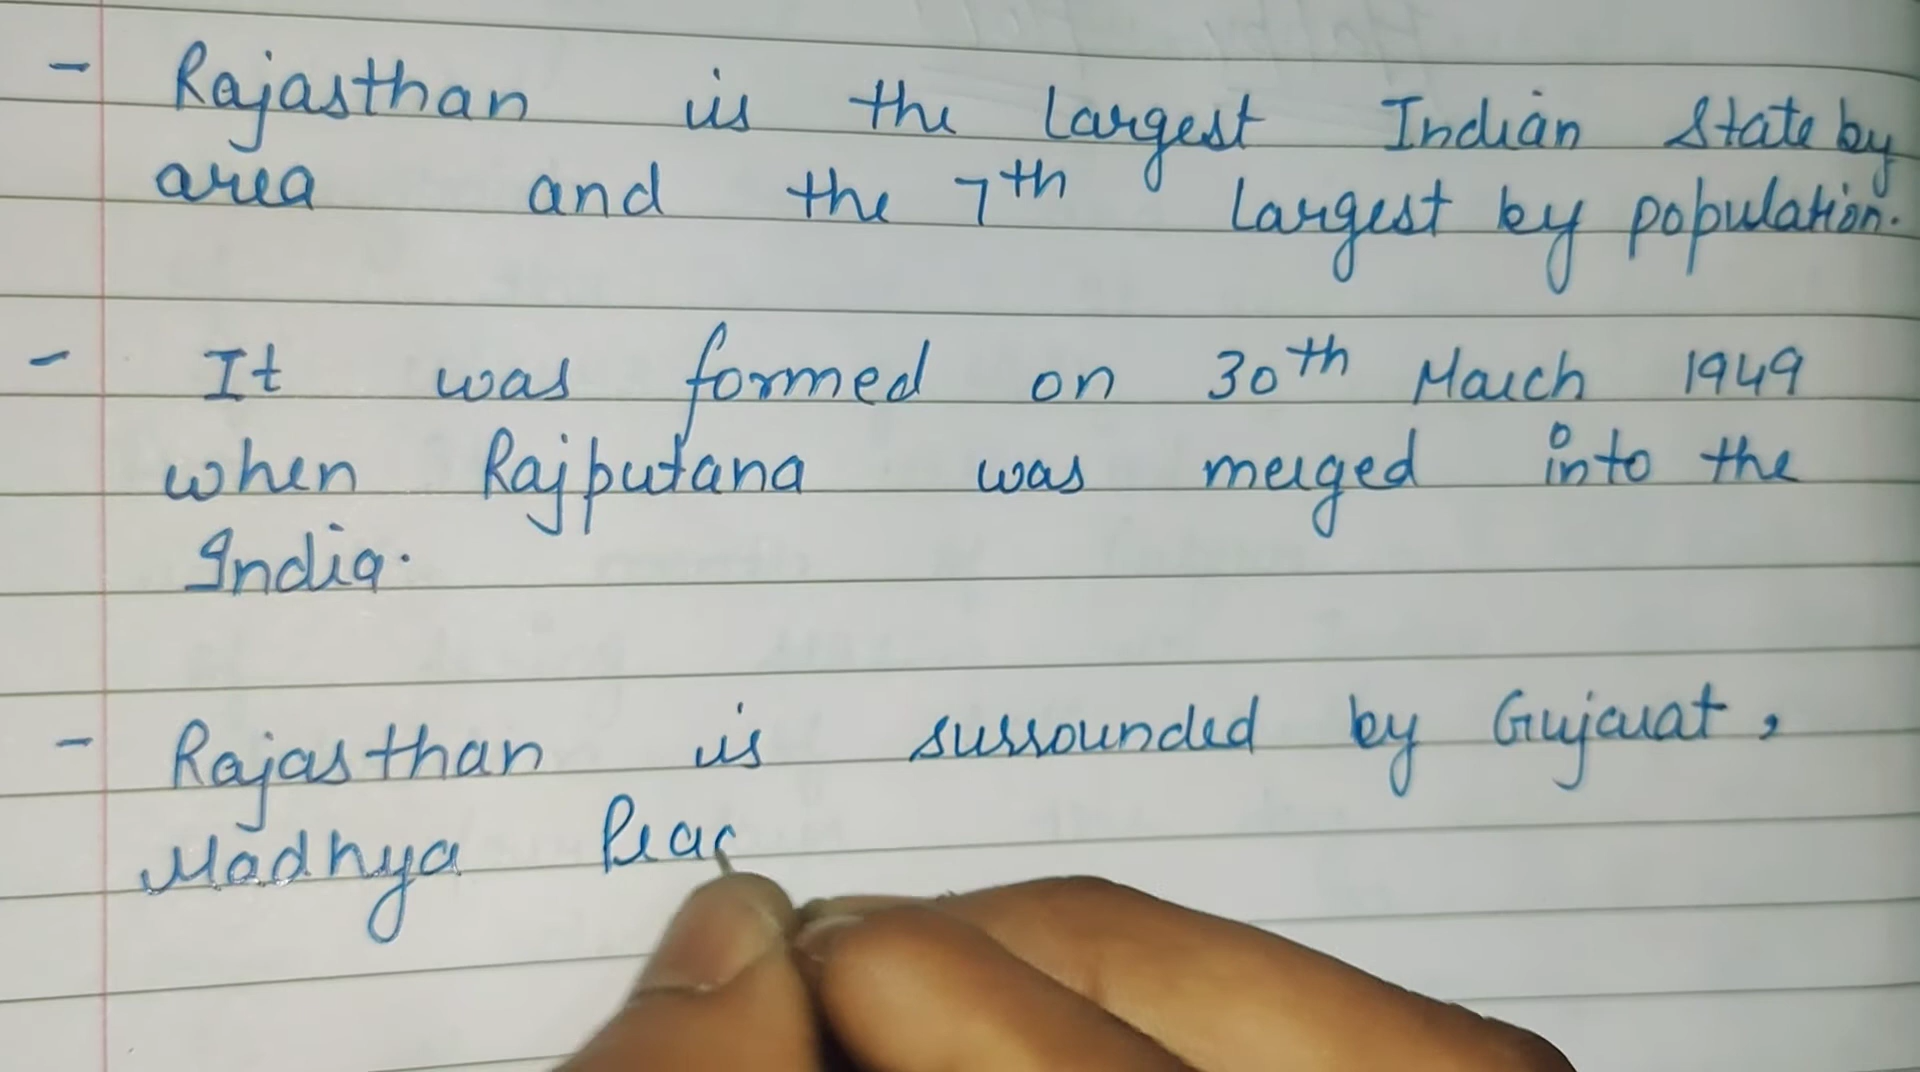 - Rajasthan is the largest Indian State by
area and the 7th largest by population.
- It was formed on 30th March 1949
when Rajputana was merged into the
India.
- Rajasthan is surrounded by Gujarat,
Madhya Pra